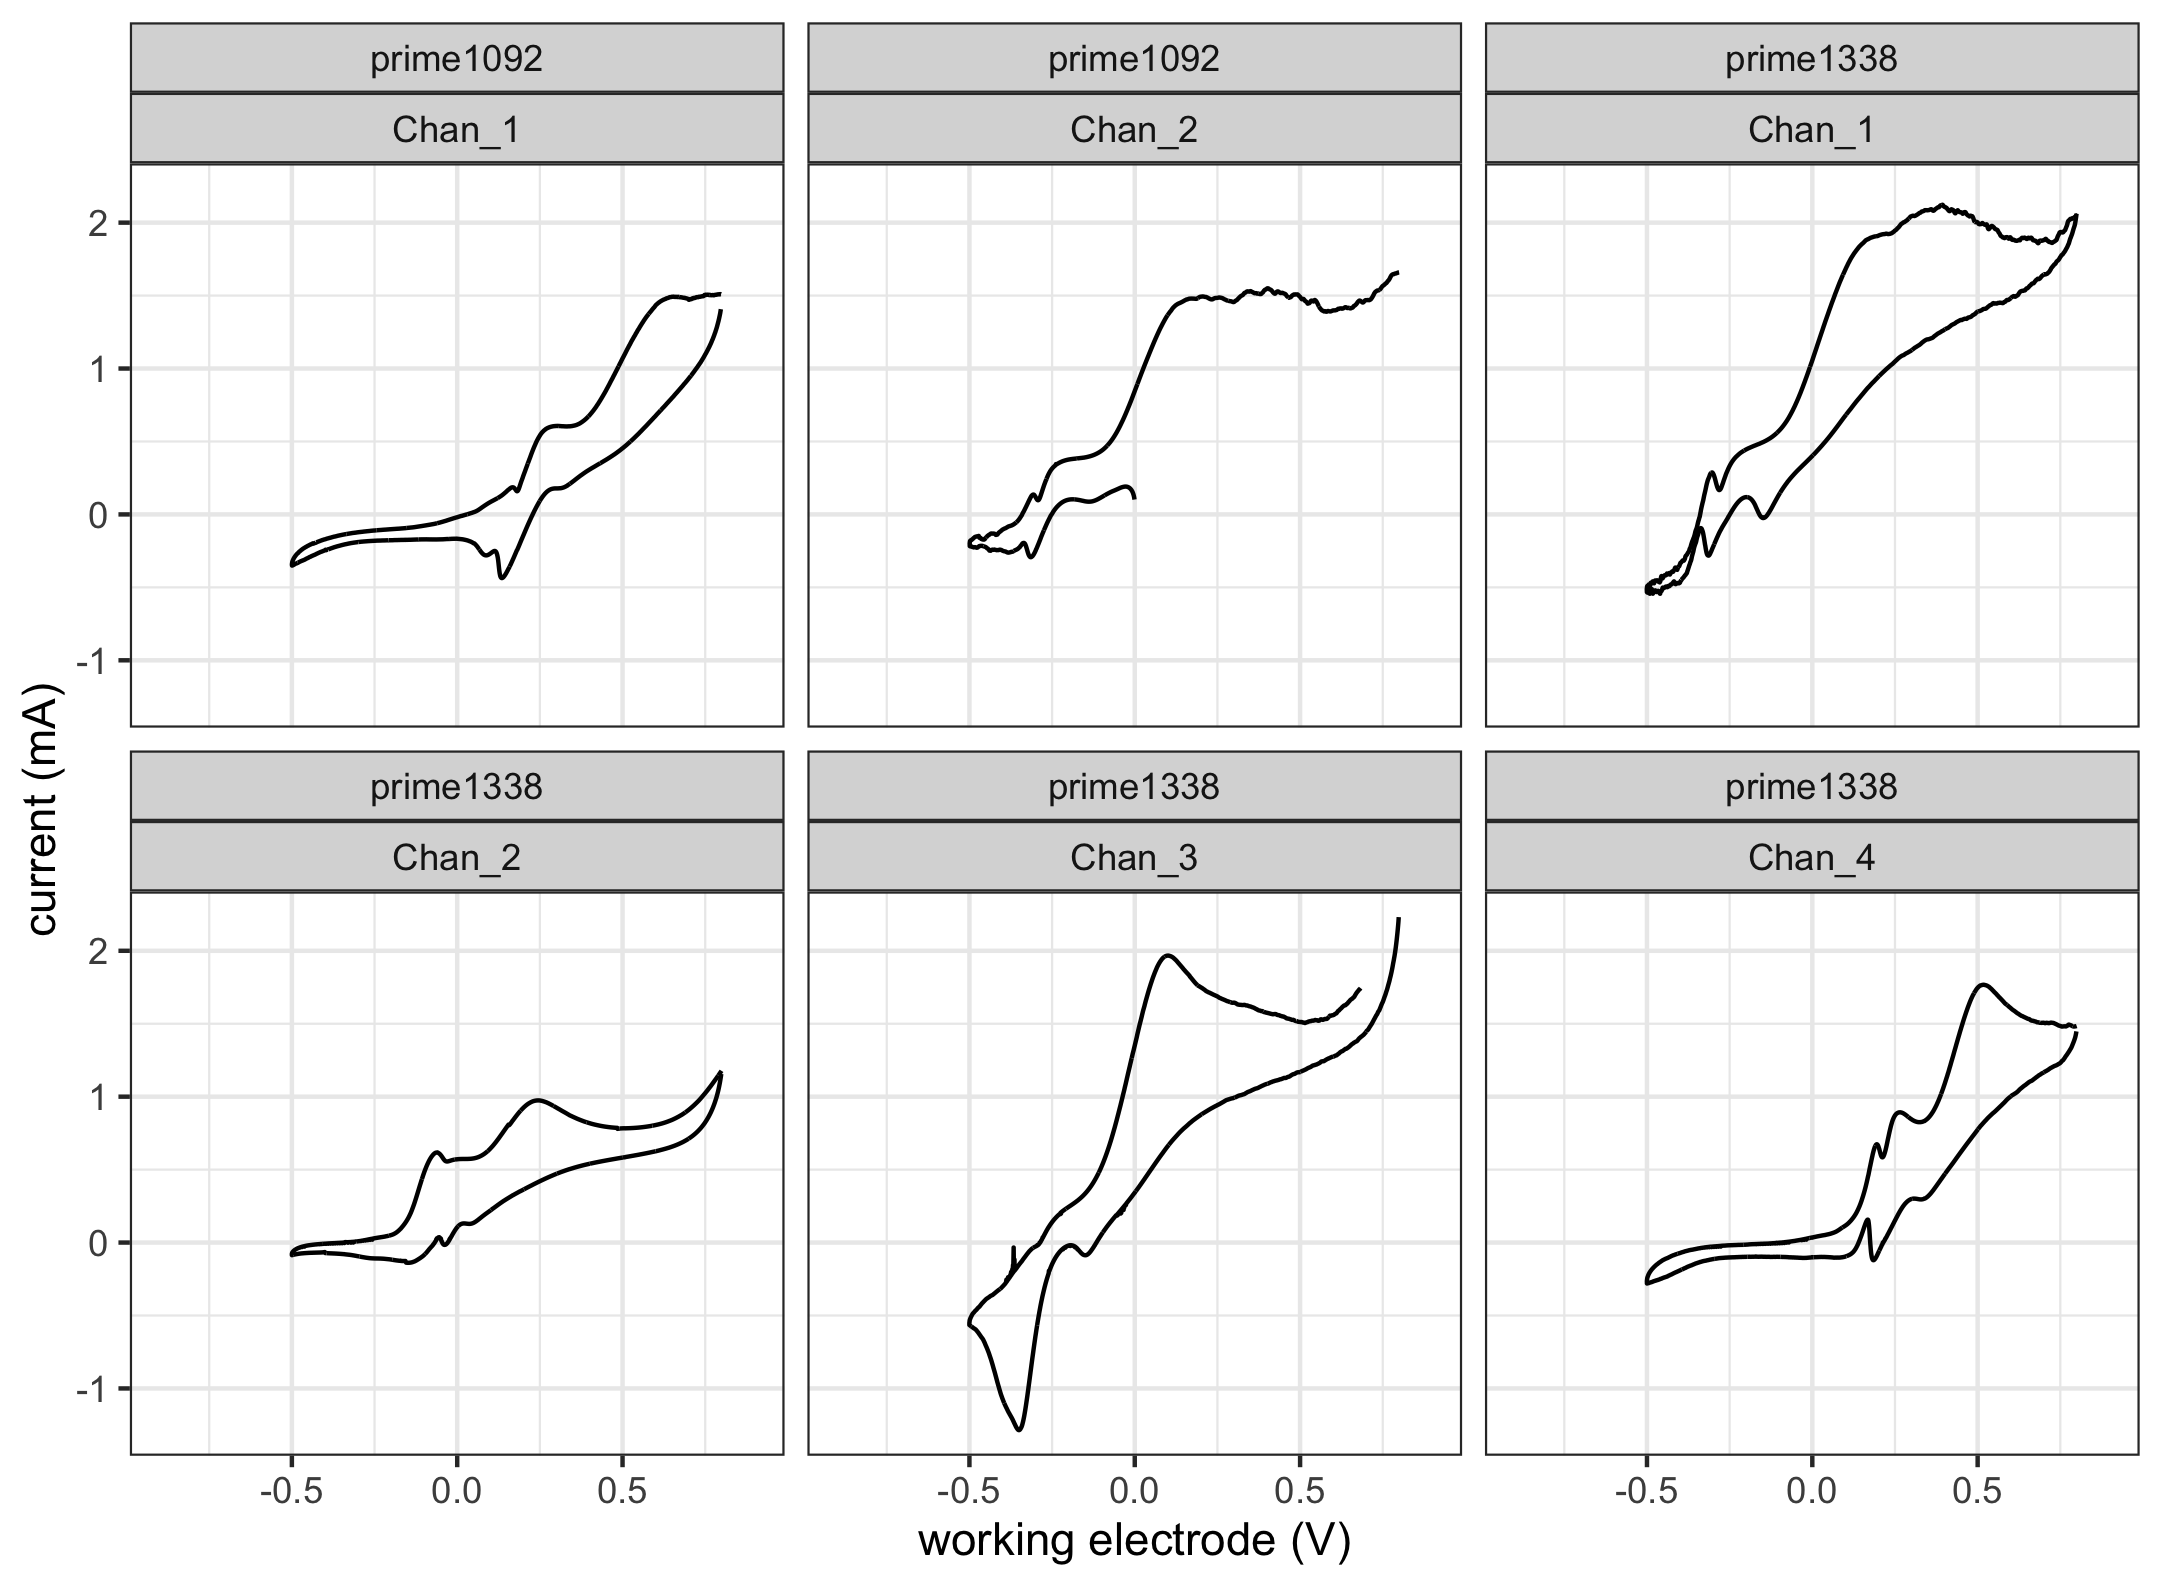 prime1092
Chan_1
prime1092
Chan_2
prime1338
Chan_1
2
1
0
-1
prime1338
Chan_2
prime1338
Chan_3
prime1338
Chan_4
2
1
0
-1
current (mA)
-0.5 0.0 0.5
-0.5 0.0 0.5
-0.5 0.0 0.5
working electrode (V)